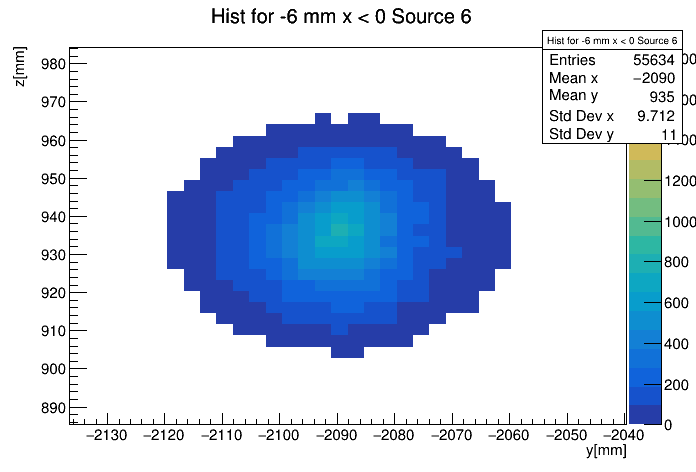 Hist for -6 mm x < 0 Source 6
Hist for -6 mm x < 0 Source 6
Entries 55634
Mean x −2090
Mean y 935
Std Dev x 9.712
Std Dev y 11
z[mm]
980
970
960
950
940
930
920
910
900
890
−2130 −2120 −2110 −2100 −2090 −2080 −2070 −2060 −2050 −2040
y[mm]
1200
1000
800
600
400
200
0